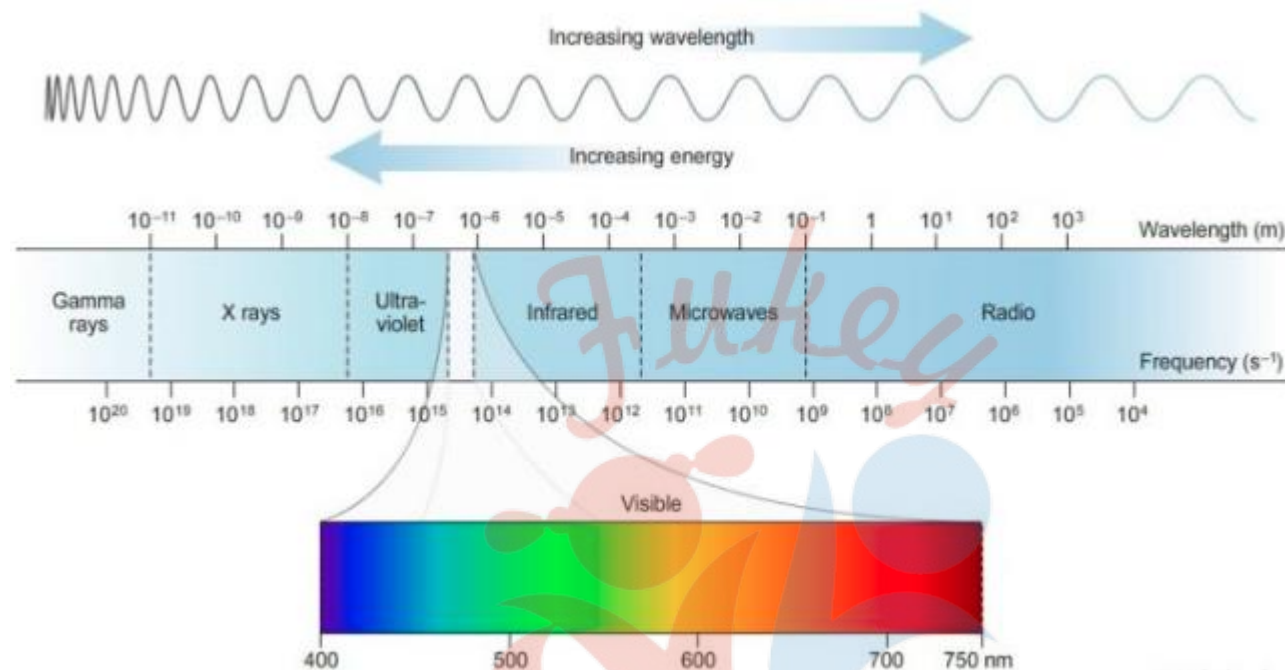 Increasing wavelength
Increasing energy
10⁻¹¹ 10⁻¹⁰ 10⁻⁹ 10⁻⁸ 10⁻⁷ 10⁻⁶ 10⁻⁵ 10⁻⁴ 10⁻³ 10⁻² 10⁻¹ 1 10¹ 10² 10³
Wavelength (m)
Gamma
rays
X rays
Ultra-
violet
Infrared
Microwaves
Radio
Frequency (s⁻¹)
10²⁰ 10¹⁹ 10¹⁸ 10¹⁷ 10¹⁶ 10¹⁵ 10¹⁴ 10¹³ 10¹² 10¹¹ 10¹⁰ 10⁹ 10⁸ 10⁷ 10⁶ 10⁵ 10⁴
Visible
400 500 600 700 750 nm
Jukey